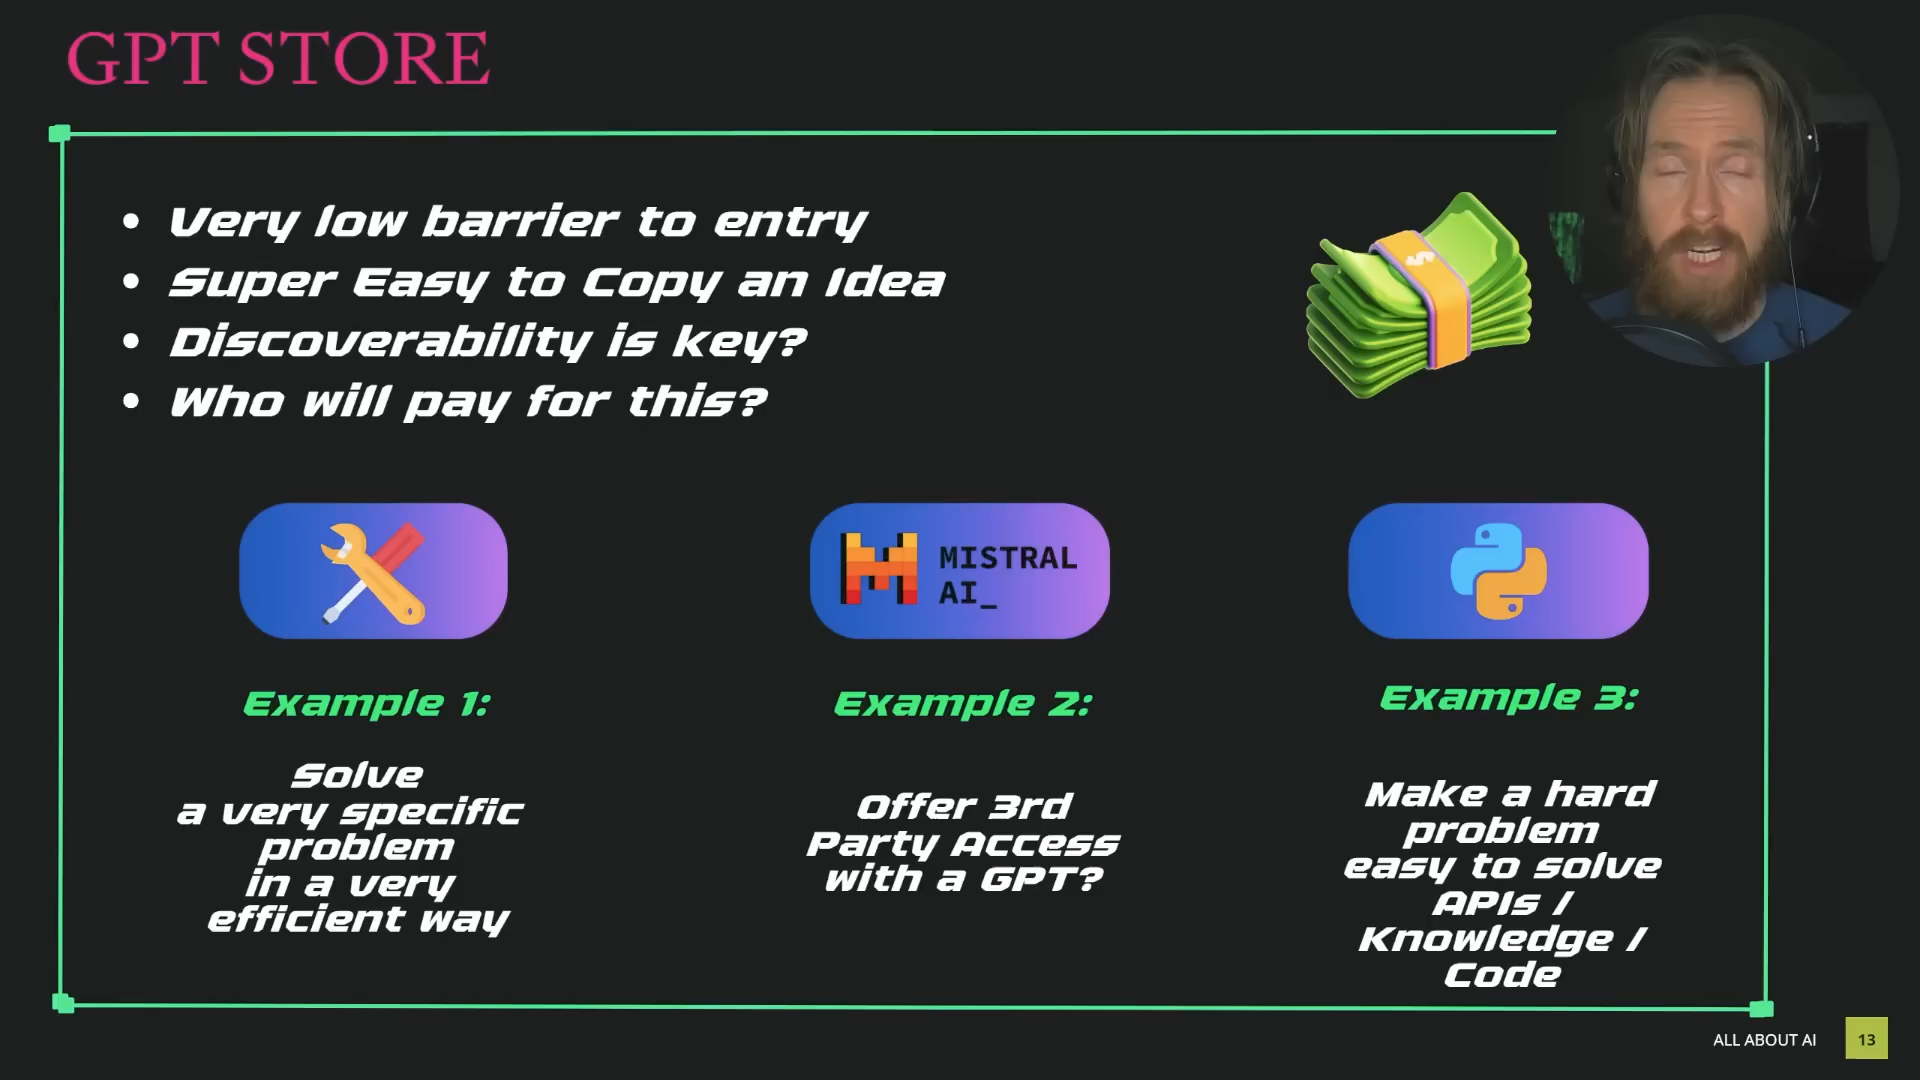 GPT STORE
• Very low barrier to entry
• Super Easy to Copy an Idea
• Discoverability is key?
• Who will pay for this?
$
MISTRAL
AI_
Example 1:
Solve
a very specific
problem
in a very
efficient way
Example 2:
Offer 3rd
Party Access
with a GPT?
Example 3:
Make a hard
problem
easy to solve
APIs /
Knowledge /
Code
ALL ABOUT AI
13